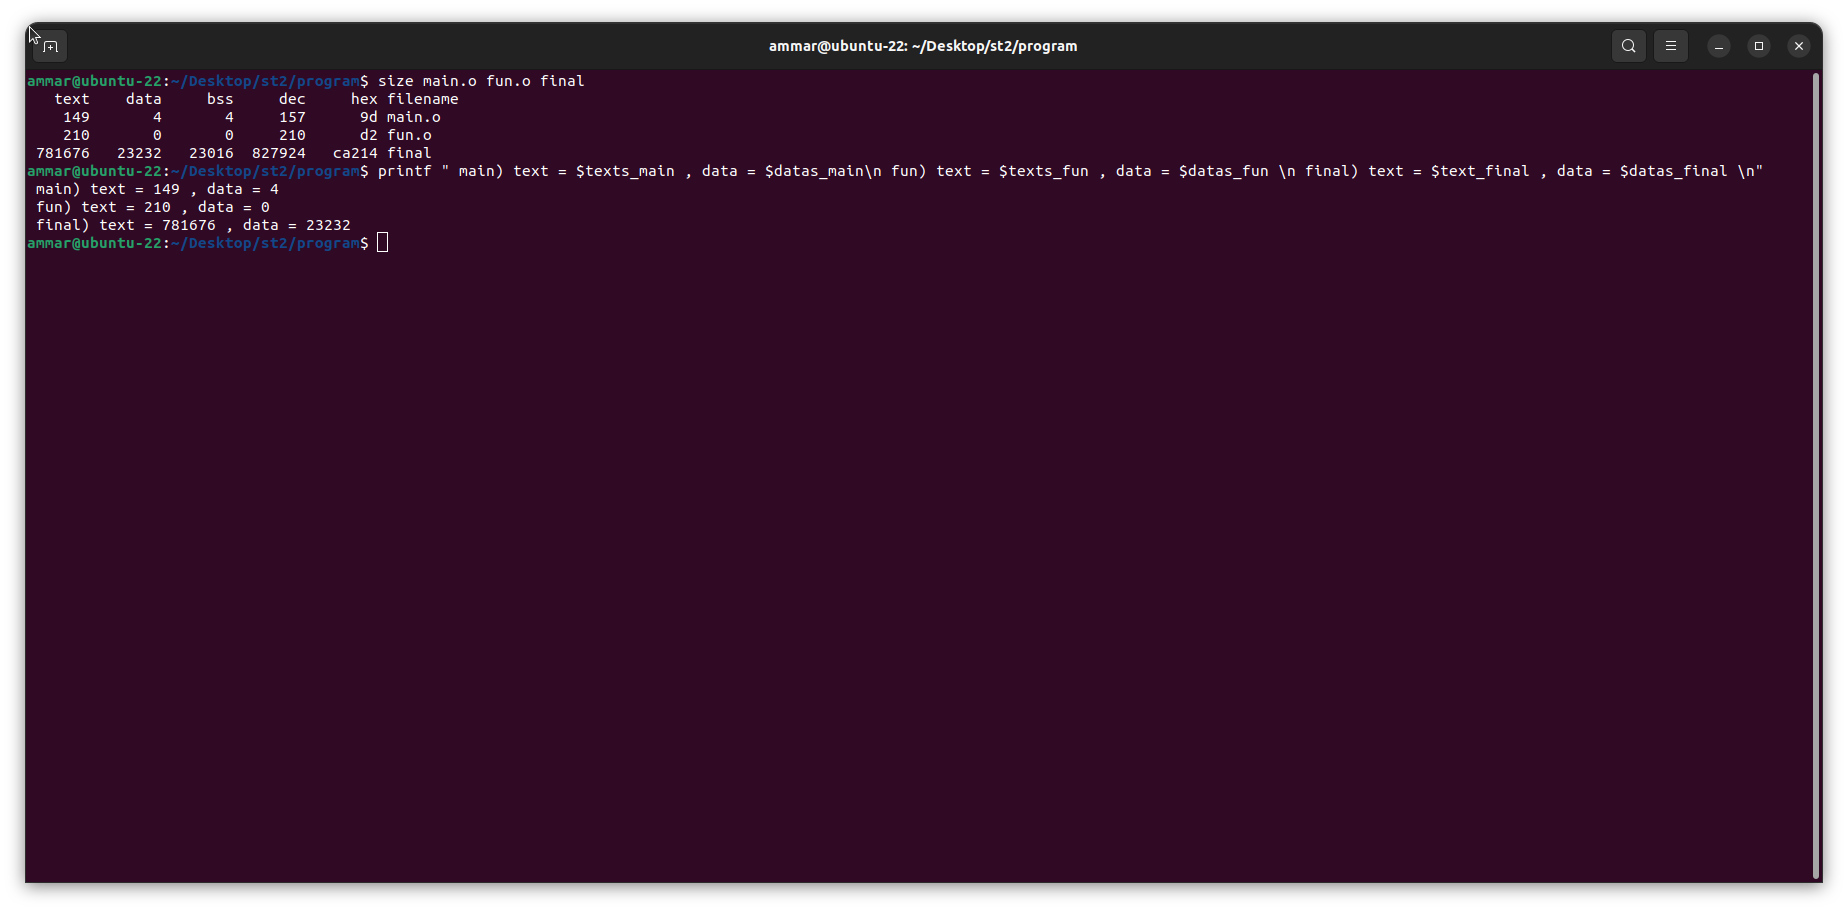 ammar@ubuntu-22: ~/Desktop/st2/program
ammar@ubuntu-22:~/Desktop/st2/program$ size main.o fun.o final
   text    data     bss     dec     hex filename
    149       4       4     157      9d main.o
    210       0       0     210      d2 fun.o
 781676   23232   23016  827924   ca214 final
ammar@ubuntu-22:~/Desktop/st2/program$ printf " main) text = $texts_main , data = $datas_main\n fun) text = $texts_fun , data = $datas_fun \n final) text = $text_final , data = $datas_final \n"
 main) text = 149 , data = 4
 fun) text = 210 , data = 0
 final) text = 781676 , data = 23232
ammar@ubuntu-22:~/Desktop/st2/program$